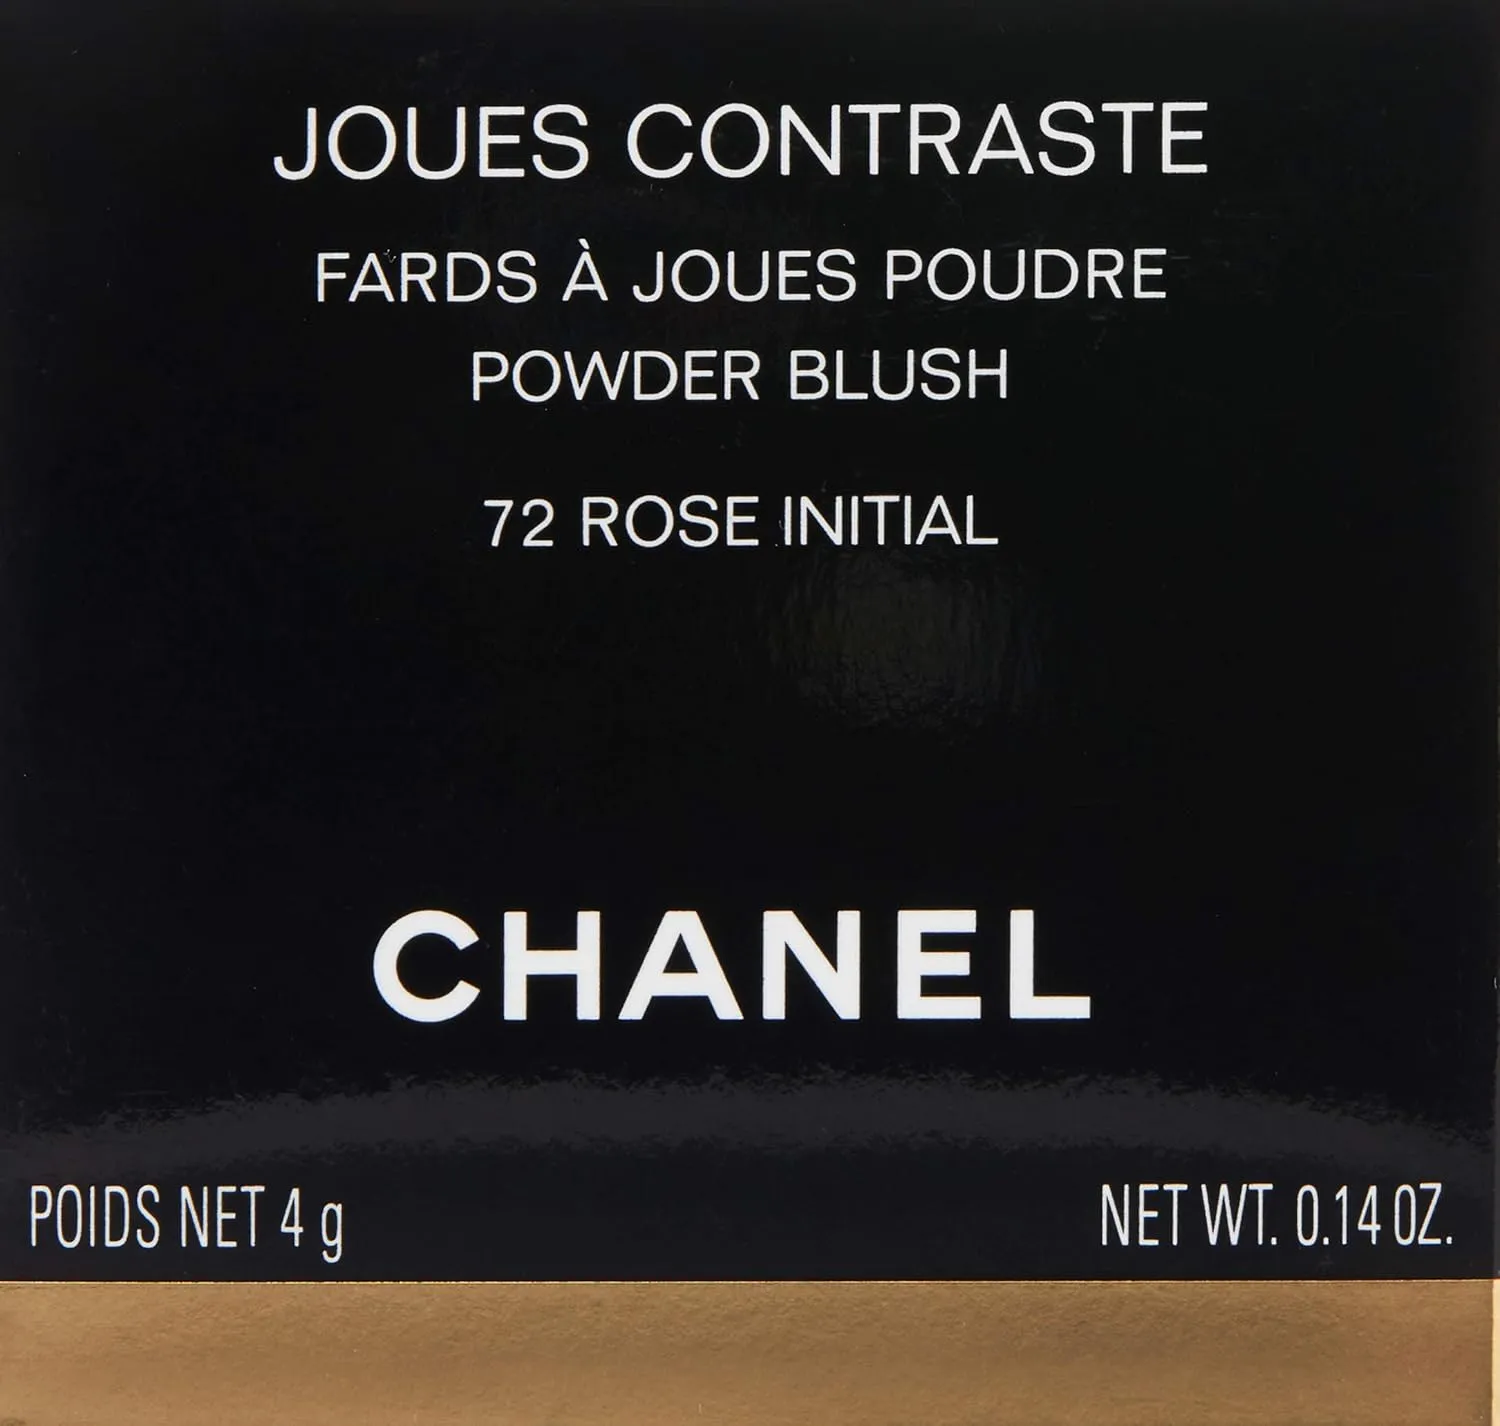 JOUES CONTRASTE
FARDS À JOUES POUDRE
POWDER BLUSH
72 ROSE INITIAL
CHANEL
POIDS NET 4 g
NET WT. 0.14 OZ.